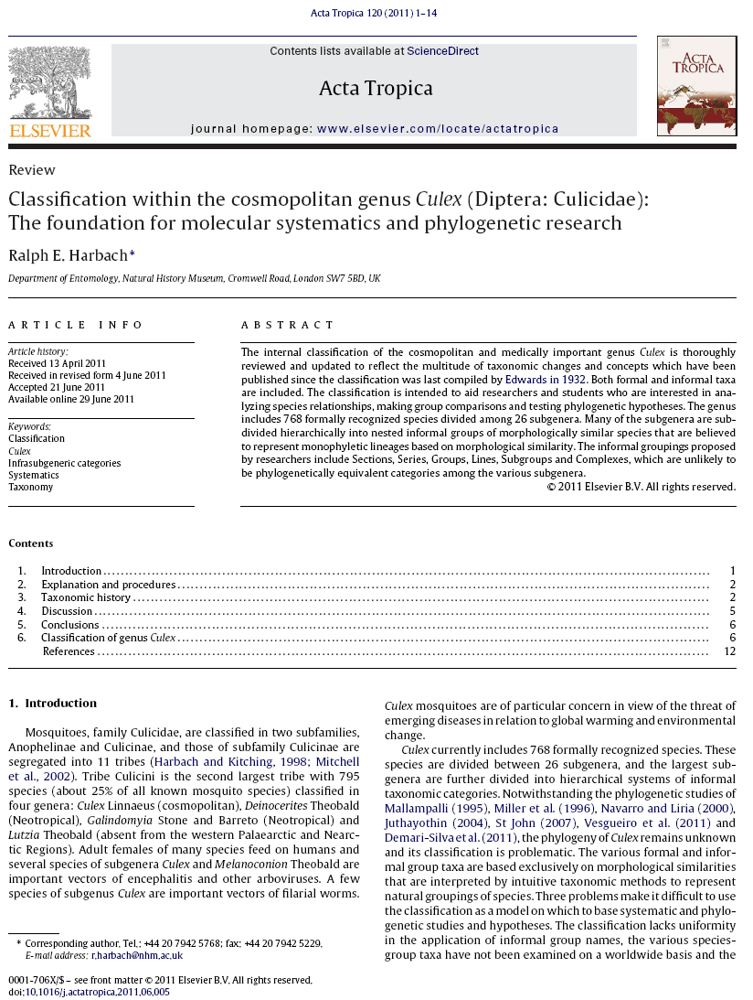 Acta Tropica 120 (2011) 1–14
Contents lists available at ScienceDirect
Acta Tropica
journal homepage: www.elsevier.com/locate/actatropica
ELSEVIER
ACTA
TROPICA
Review
Classification within the cosmopolitan genus Culex (Diptera: Culicidae):
The foundation for molecular systematics and phylogenetic research
Ralph E. Harbach*
Department of Entomology, Natural History Museum, Cromwell Road, London SW7 5BD, UK
ARTICLE INFO
Article history:
Received 13 April 2011
Received in revised form 4 June 2011
Accepted 21 June 2011
Available online 29 June 2011
Keywords:
Classification
Culex
Infrasubgeneric categories
Systematics
Taxonomy
ABSTRACT
The internal classification of the cosmopolitan and medically important genus Culex is thoroughly
reviewed and updated to reflect the multitude of taxonomic changes and concepts which have been
published since the classification was last compiled by Edwards in 1932. Both formal and informal taxa
are included. The classification is intended to aid researchers and students who are interested in ana-
lyzing species relationships, making group comparisons and testing phylogenetic hypotheses. The genus
includes 768 formally recognized species divided among 26 subgenera. Many of the subgenera are sub-
divided hierarchically into nested informal groups of morphologically similar species that are believed
to represent monophyletic lineages based on morphological similarity. The informal groupings proposed
by researchers include Sections, Series, Groups, Lines, Subgroups and Complexes, which are unlikely to
be phylogenetically equivalent categories among the various subgenera.
© 2011 Elsevier B.V. All rights reserved.
Contents
1. Introduction 1
2. Explanation and procedures 2
3. Taxonomic history 2
4. Discussion 5
5. Conclusions 6
6. Classification of genus Culex 6
References 12
1. Introduction
Mosquitoes, family Culicidae, are classified in two subfamilies,
Anophelinae and Culicinae, and those of subfamily Culicinae are
segregated into 11 tribes (Harbach and Kitching, 1998; Mitchell
et al., 2002). Tribe Culicini is the second largest tribe with 795
species (about 25% of all known mosquito species) classified in
four genera: Culex Linnaeus (cosmopolitan), Deinocerites Theobald
(Neotropical), Galindomyia Stone and Barreto (Neotropical) and
Lutzia Theobald (absent from the western Palaearctic and Nearc-
tic Regions). Adult females of many species feed on humans and
several species of subgenera Culex and Melanoconion Theobald are
important vectors of encephalitis and other arboviruses. A few
species of subgenus Culex are important vectors of filarial worms.
* Corresponding author. Tel.: +44 20 7942 5768; fax: +44 20 7942 5229.
E-mail address: r.harbach@nhm.ac.uk
0001-706X/$ – see front matter © 2011 Elsevier B.V. All rights reserved.
doi:10.1016/j.actatropica.2011.06.005
Culex mosquitoes are of particular concern in view of the threat of
emerging diseases in relation to global warming and environmental
change.
Culex currently includes 768 formally recognized species. These
species are divided between 26 subgenera, and the largest sub-
genera are further divided into hierarchical systems of informal
taxonomic categories. Notwithstanding the phylogenetic studies of
Mallampalli (1995), Miller et al. (1996), Navarro and Liria (2000),
Juthayothin (2004), St John (2007), Vesgueiro et al. (2011) and
Demari-Silva et al. (2011), the phylogeny of Culex remains unknown
and its classification is problematic. The various formal and infor-
mal group taxa are based exclusively on morphological similarities
that are interpreted by intuitive taxonomic methods to represent
natural groupings of species. Three problems make it difficult to use
the classification as a model on which to base systematic and phylo-
genetic studies and hypotheses. The classification lacks uniformity
in the application of informal group names, the various species-
group taxa have not been examined on a worldwide basis and the